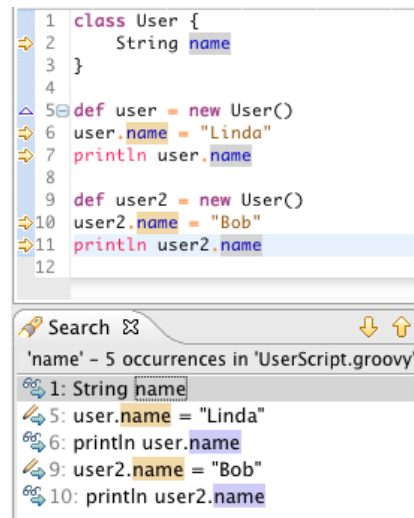 1 class User {
2 String name
3 }
4
5 def user = new User()
6 user.name = "Linda"
7 println user.name
8
9 def user2 = new User()
10 user2.name = "Bob"
11 println user2.name
12
Search
'name' – 5 occurrences in 'UserScript.groovy'
1: String name
5: user.name = "Linda"
6: println user.name
9: user2.name = "Bob"
10: println user2.name